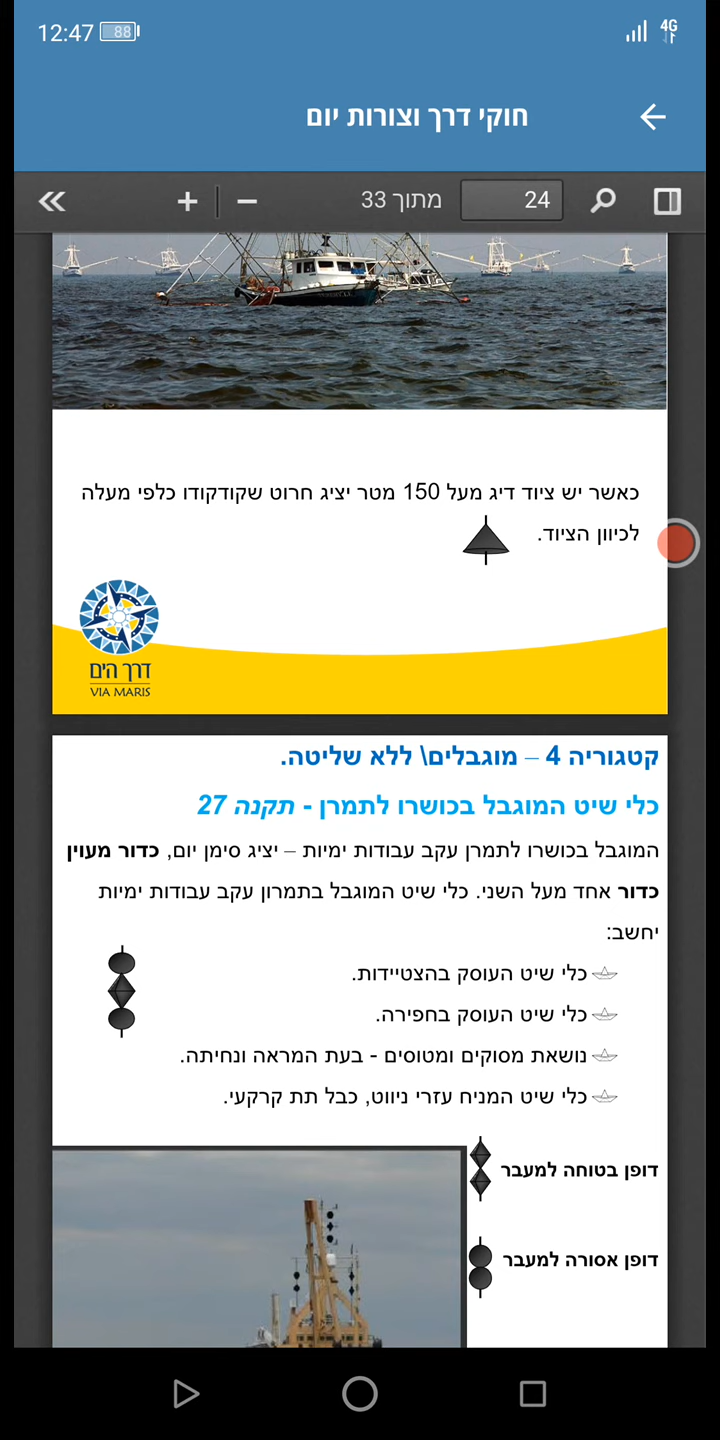 12:47 88 4G
חוקי דרך וצורות יום
24 מתוך 33
כאשר יש ציוד דיג מעל 150 מטר יציג חרוט שקודקודו כלפי מעלה
לכיוון הציוד.
דרך הים
VIA MARIS
קטגוריה 4 – מוגבלים\ ללא שליטה.
כלי שיט המוגבל בכושרו לתמרן - תקנה 27
המוגבל בכושרו לתמרן עקב עבודות ימיות – יציג סימן יום, כדור מעוין
כדור אחד מעל השני. כלי שיט המוגבל בתמרון עקב עבודות ימיות
יחשב:
כלי שיט העוסק בהצטיידות.
כלי שיט העוסק בחפירה.
נושאת מסוקים ומטוסים - בעת המראה ונחיתה.
כלי שיט המניח עזרי ניווט, כבל תת קרקעי.
דופן בטוחה למעבר
דופן אסורה למעבר